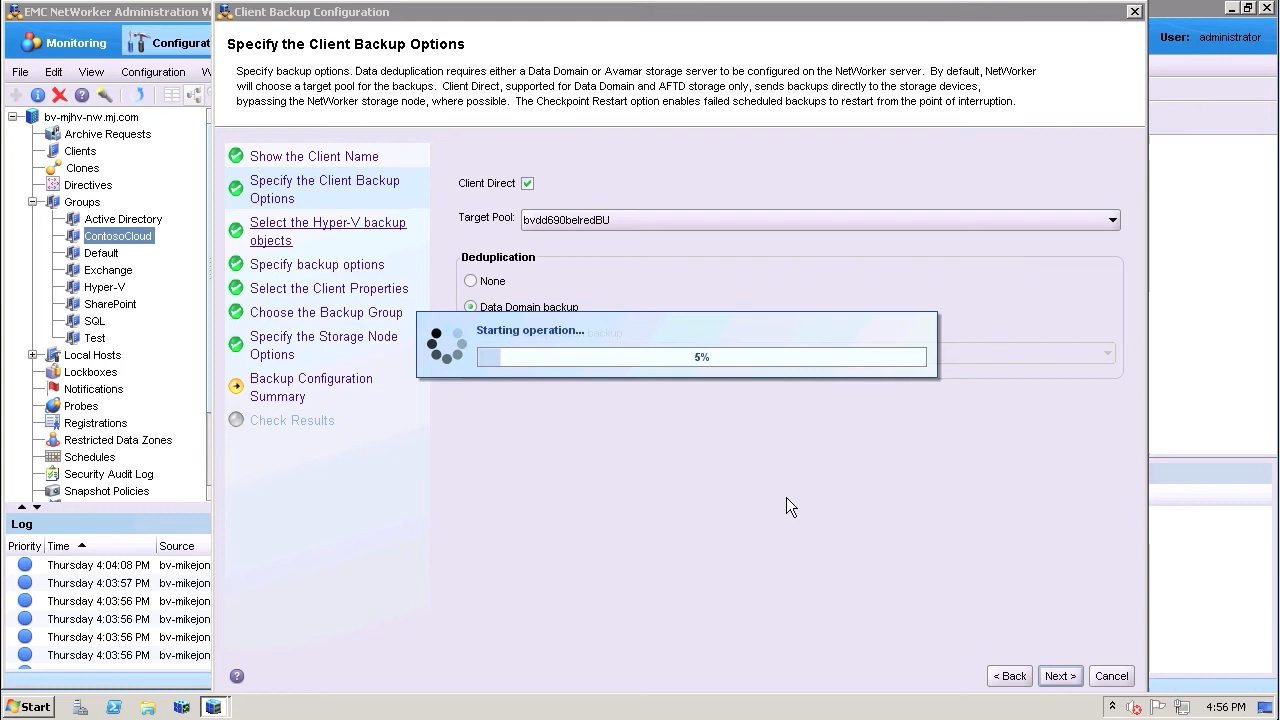 EMC NetWorker Administration
Client Backup Configuration
Monitoring
Configurat
User: administrator
File Edit View Configuration
Specify the Client Backup Options
Specify backup options. Data deduplication requires either a Data Domain or Avamar storage server to be configured on the NetWorker server. By default, NetWorker
will choose a target pool for the backups. Client Direct, supported for Data Domain and AFTD storage only, sends backups directly to the storage devices,
bypassing the NetWorker storage node, when possible. The Checkpoint Restart option enables failed scheduled backups to restart from the point of interruption.
bv-mjhv-nw.mj.com
Archive Requests
Clients
Clones
Directives
Groups
Active Directory
ContosoCloud
Default
Exchange
Hyper-V
SharePoint
SQL
Test
Local Hosts
Lockboxes
Notifications
Probes
Registrations
Restricted Data Zones
Schedules
Security Audit Log
Snapshot Policies
Show the Client Name
Specify the Client Backup
Options
Select the Hyper-V backup
objects
Specify backup options
Select the Client Properties
Choose the Backup Group
Specify the Storage Node
Options
Backup Configuration
Summary
Check Results
Client Direct
Target Pool: bvdd690belredBU
Deduplication
None
Data Domain backup
Starting operation...
backup
5%
Log
Priority Time Source
Thursday 4:04:08 PM bv-mikejon
Thursday 4:03:57 PM bv-mikejon
Thursday 4:03:56 PM bv-mikejon
Thursday 4:03:56 PM bv-mikejon
Thursday 4:03:56 PM bv-mikejon
Thursday 4:03:56 PM bv-mikejon
< Back Next > Cancel
Start
4:56 PM